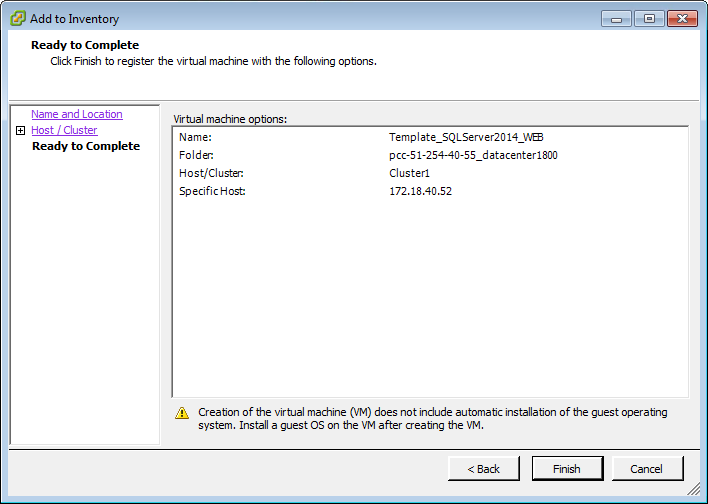 Add to Inventory
Ready to Complete
Click Finish to register the virtual machine with the following options.
Name and Location
Host / Cluster
Ready to Complete
Virtual machine options:
Name: Template_SQLServer2014_WEB
Folder: pcc-51-254-40-55_datacenter1800
Host/Cluster: Cluster1
Specific Host: 172.18.40.52
Creation of the virtual machine (VM) does not include automatic installation of the guest operating
system. Install a guest OS on the VM after creating the VM.
< Back Finish Cancel